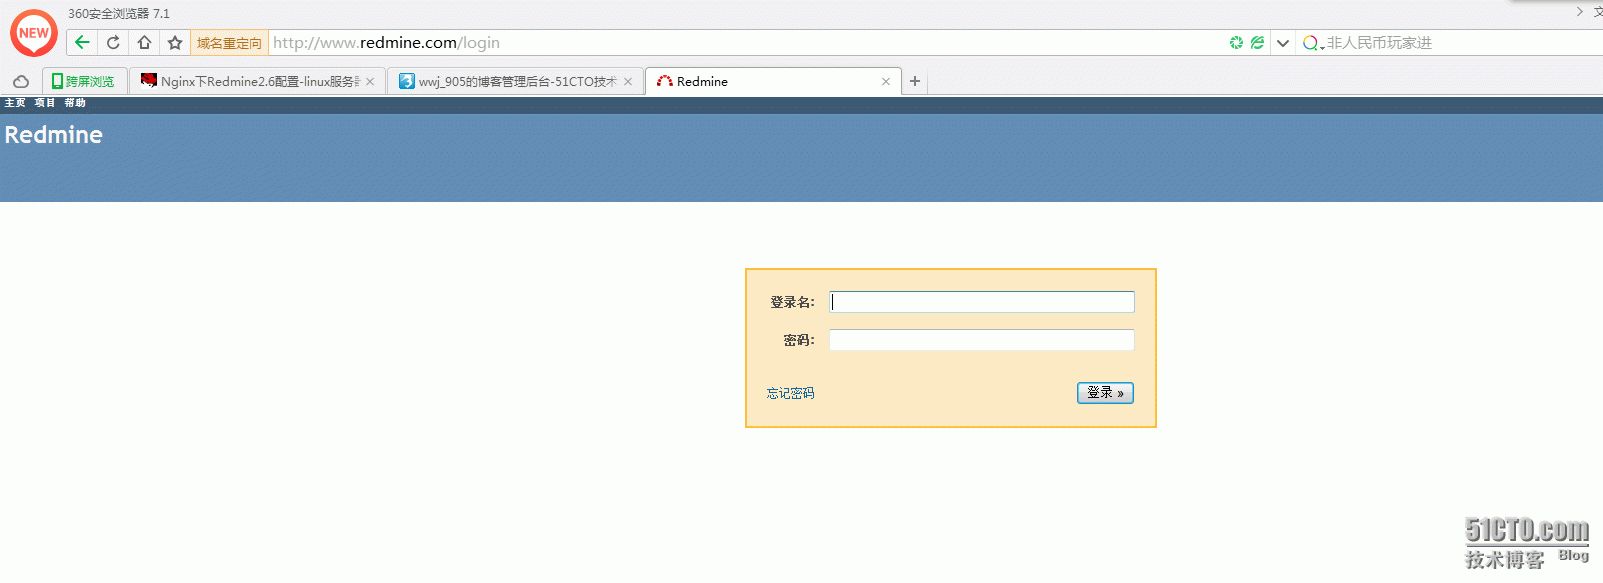 360安全浏览器 7.1
文
NEW
域名重定向 http://www.redmine.com/login
非人民币玩家进
跨屏浏览
Nginx下Redmine2.6配置-linux服务
wwj_905的博客管理后台-51CTO技术
Redmine
主页 项目 帮助
Redmine
登录名:
密码:
忘记密码
登录 »
51CTO.com
技术博客 Blog